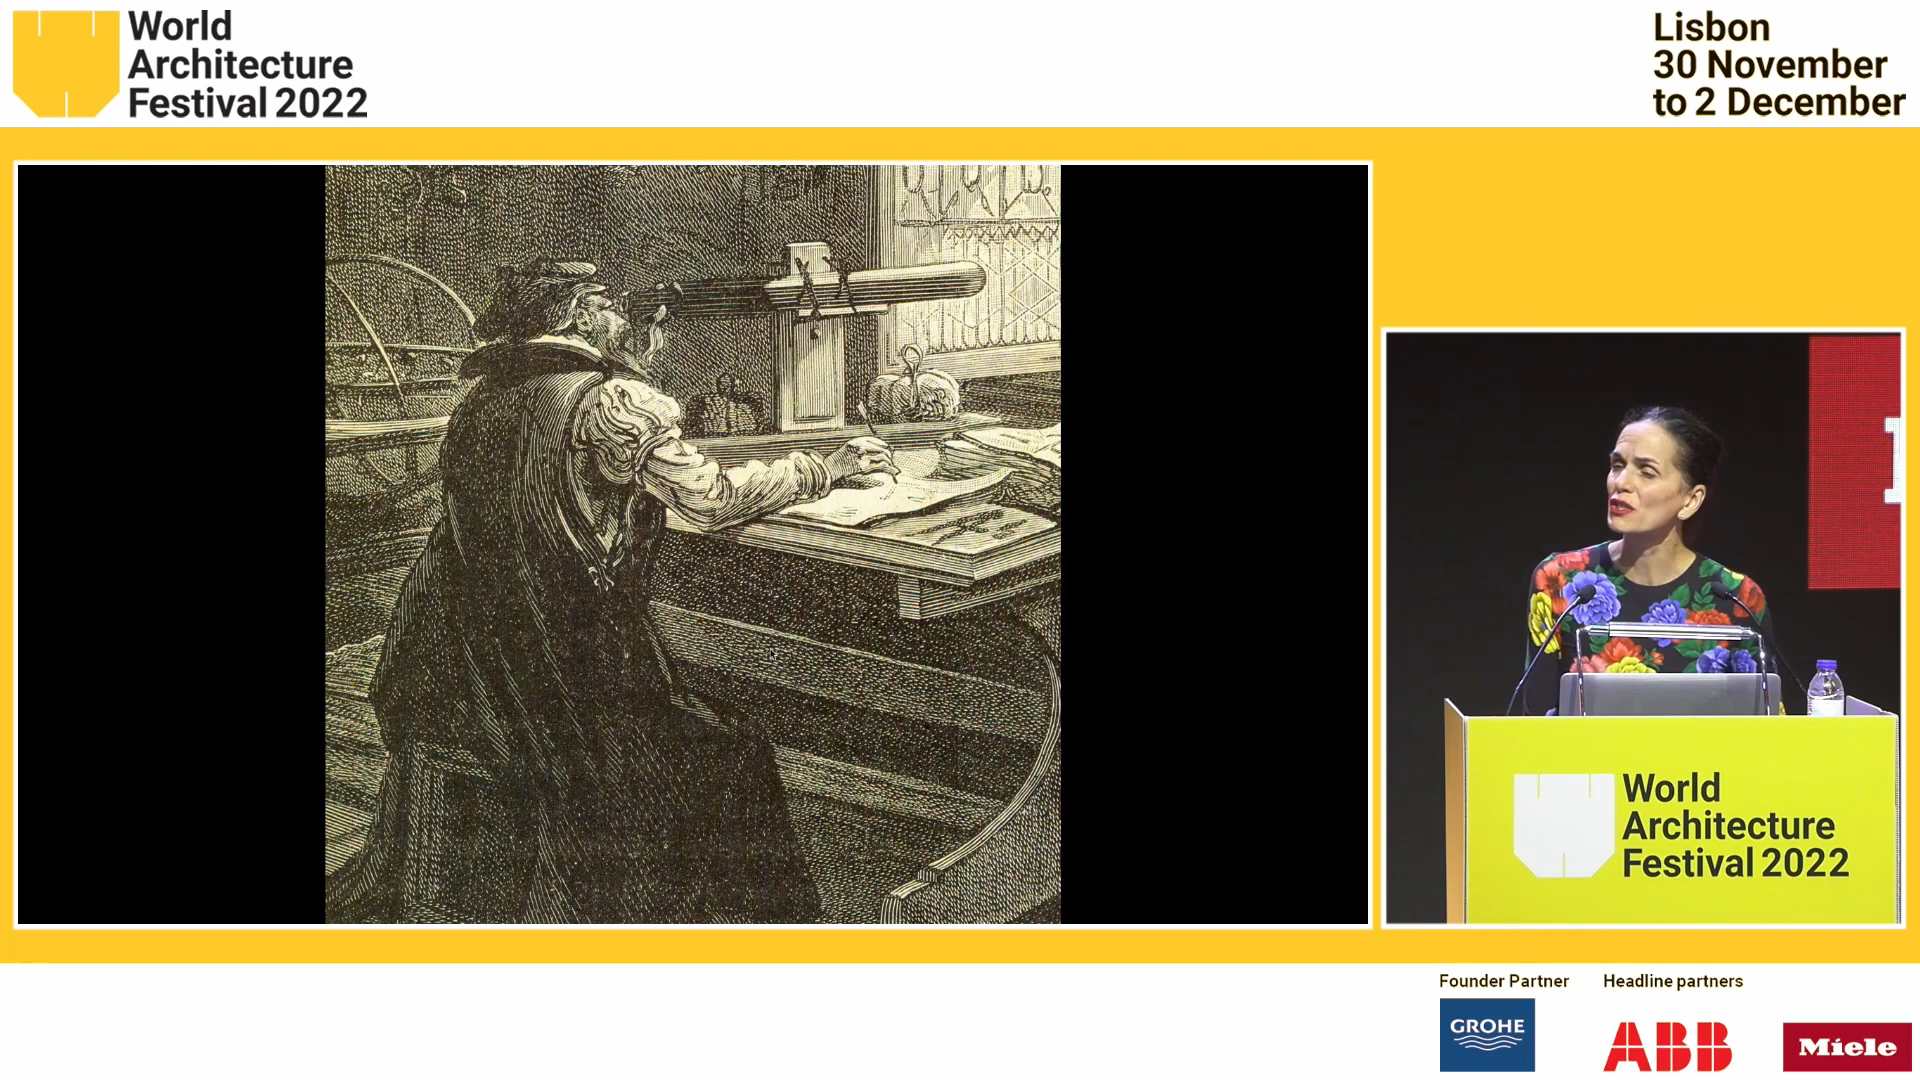 World
Architecture
Festival 2022
Lisbon
30 November
to 2 December
World
Architecture
Festival 2022
Founder Partner
Headline partners
GROHE
ABB
Miele